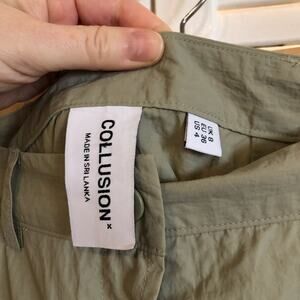 COLLUSION
x
MADE IN SRI LANKA
UK 8
EU 36
US 4